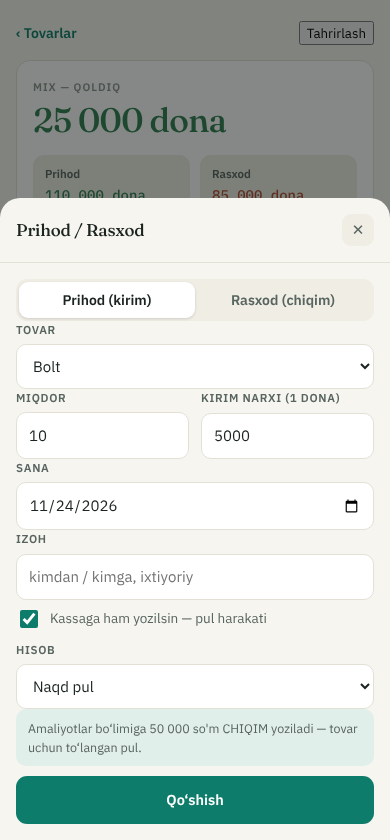 ‹ Tovarlar
Tahrirlash
MIX — QOLDIQ
25 000 dona
Prihod
Rasxod
110 000 dona
85 000 dona
Prihod / Rasxod
×
Prihod (kirim)
Rasxod (chiqim)
TOVAR
Bolt
MIQDOR
KIRIM NARXI (1 DONA)
10
5000
SANA
11/24/2026
IZOH
kimdan / kimga, ixtiyoriy
Kassaga ham yozilsin — pul harakati
HISOB
Naqd pul
Amaliyotlar bo‘limiga 50 000 so'm CHIQIM yoziladi — tovar
uchun to‘langan pul.
Qo‘shish